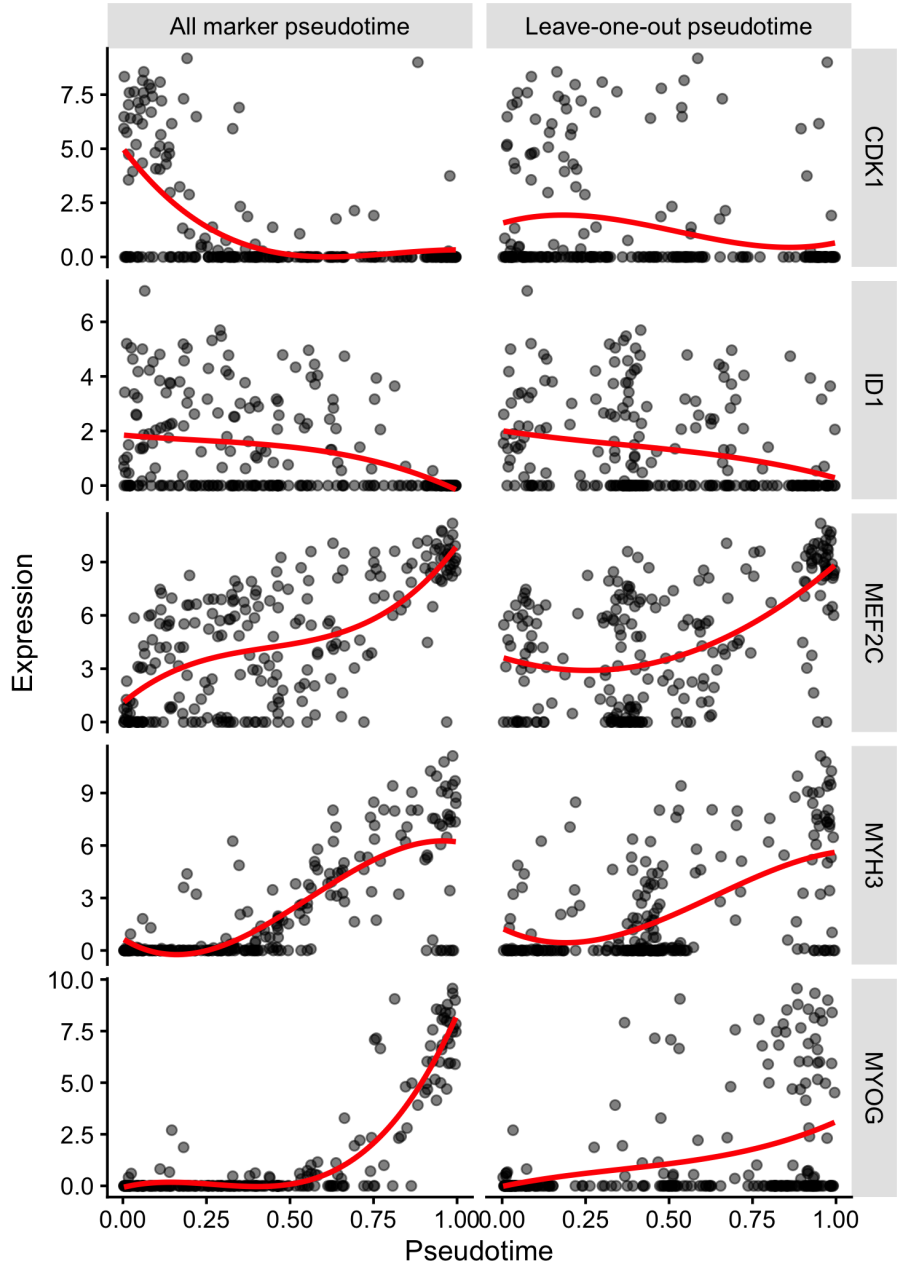 All marker pseudotime
Leave-one-out pseudotime
7.5
5.0
2.5
0.0
CDK1
6
4
2
0
ID1
9
6
3
0
MEF2C
9
6
3
0
MYH3
10.0
7.5
5.0
2.5
0.0
MYOG
Expression
0.00 0.25 0.50 0.75 1.00 0.00 0.25 0.50 0.75 1.00
Pseudotime